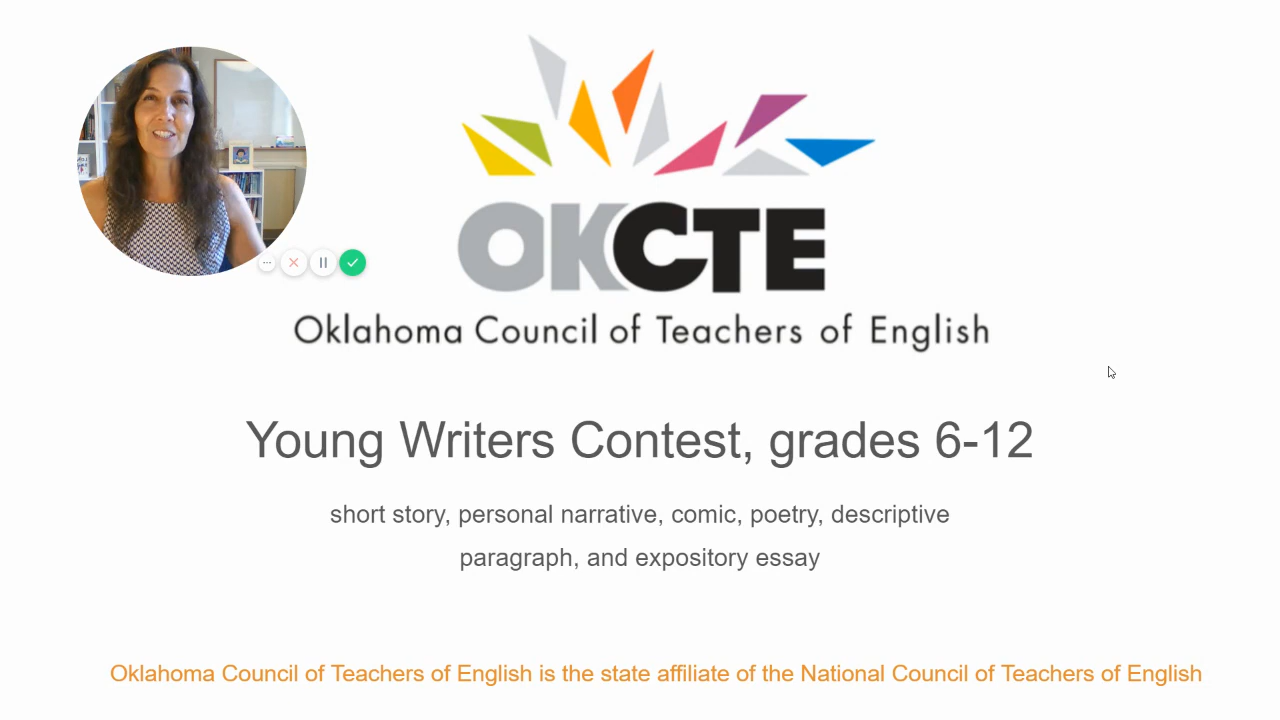 OKCTE
Oklahoma Council of Teachers of English
Young Writers Contest, grades 6-12
short story, personal narrative, comic, poetry, descriptive
paragraph, and expository essay
Oklahoma Council of Teachers of English is the state affiliate of the National Council of Teachers of English